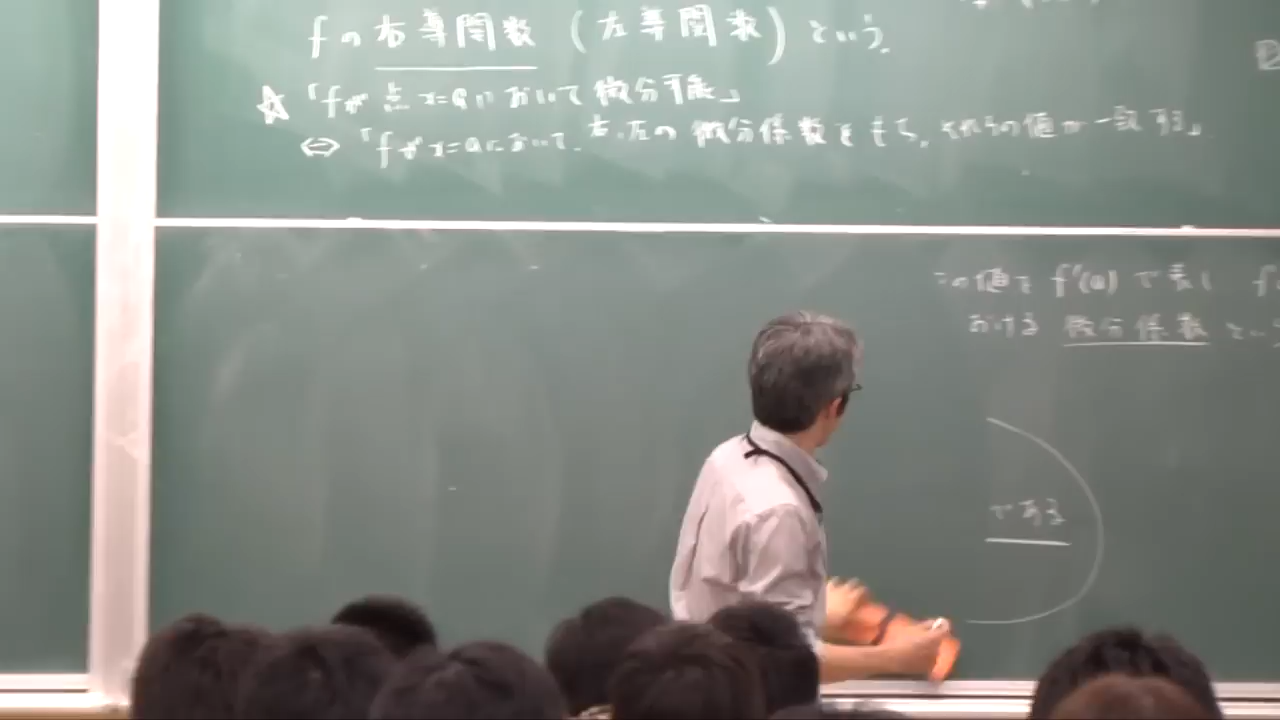 fの右導関数（左導関数）という。
☆「fが点x=aにおいて微分可能」
⇔「fがx=aにおいて、右、左の微分係数をもち、それらの値が一致する」
この値を f'(a) で表し f
おける 微分係数 とい
である